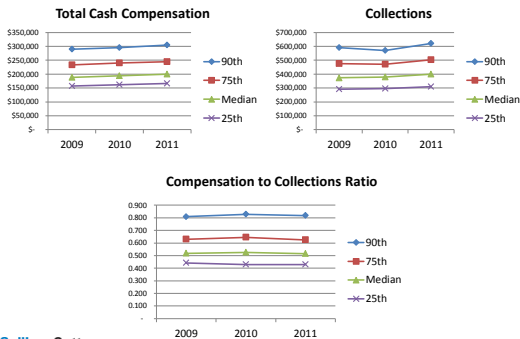 Total Cash Compensation
$350,000
$300,000
$250,000
$200,000
$150,000
$100,000
$50,000
$-
2009 2010 2011
90th
75th
Median
25th
Collections
$700,000
$600,000
$500,000
$400,000
$300,000
$200,000
$100,000
$-
2009 2010 2011
90th
75th
Median
25th
Compensation to Collections Ratio
0.900
0.800
0.700
0.600
0.500
0.400
0.300
0.200
0.100
-
2009 2010 2011
90th
75th
Median
25th